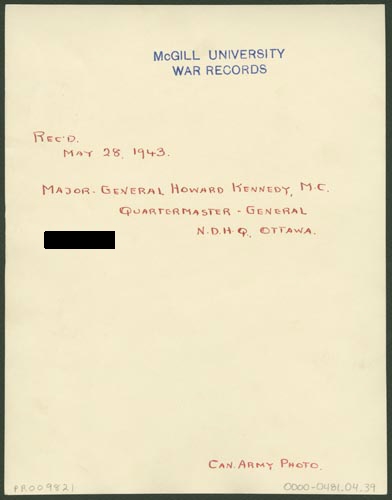 McGILL UNIVERSITY
WAR RECORDS
REC'D.
MAY 28, 1943.
MAJOR-GENERAL HOWARD KENNEDY, M.C.
QUARTERMASTER-GENERAL
N.D.H.Q., OTTAWA.
CAN. ARMY PHOTO.
PR009821
0000-0481.04.39